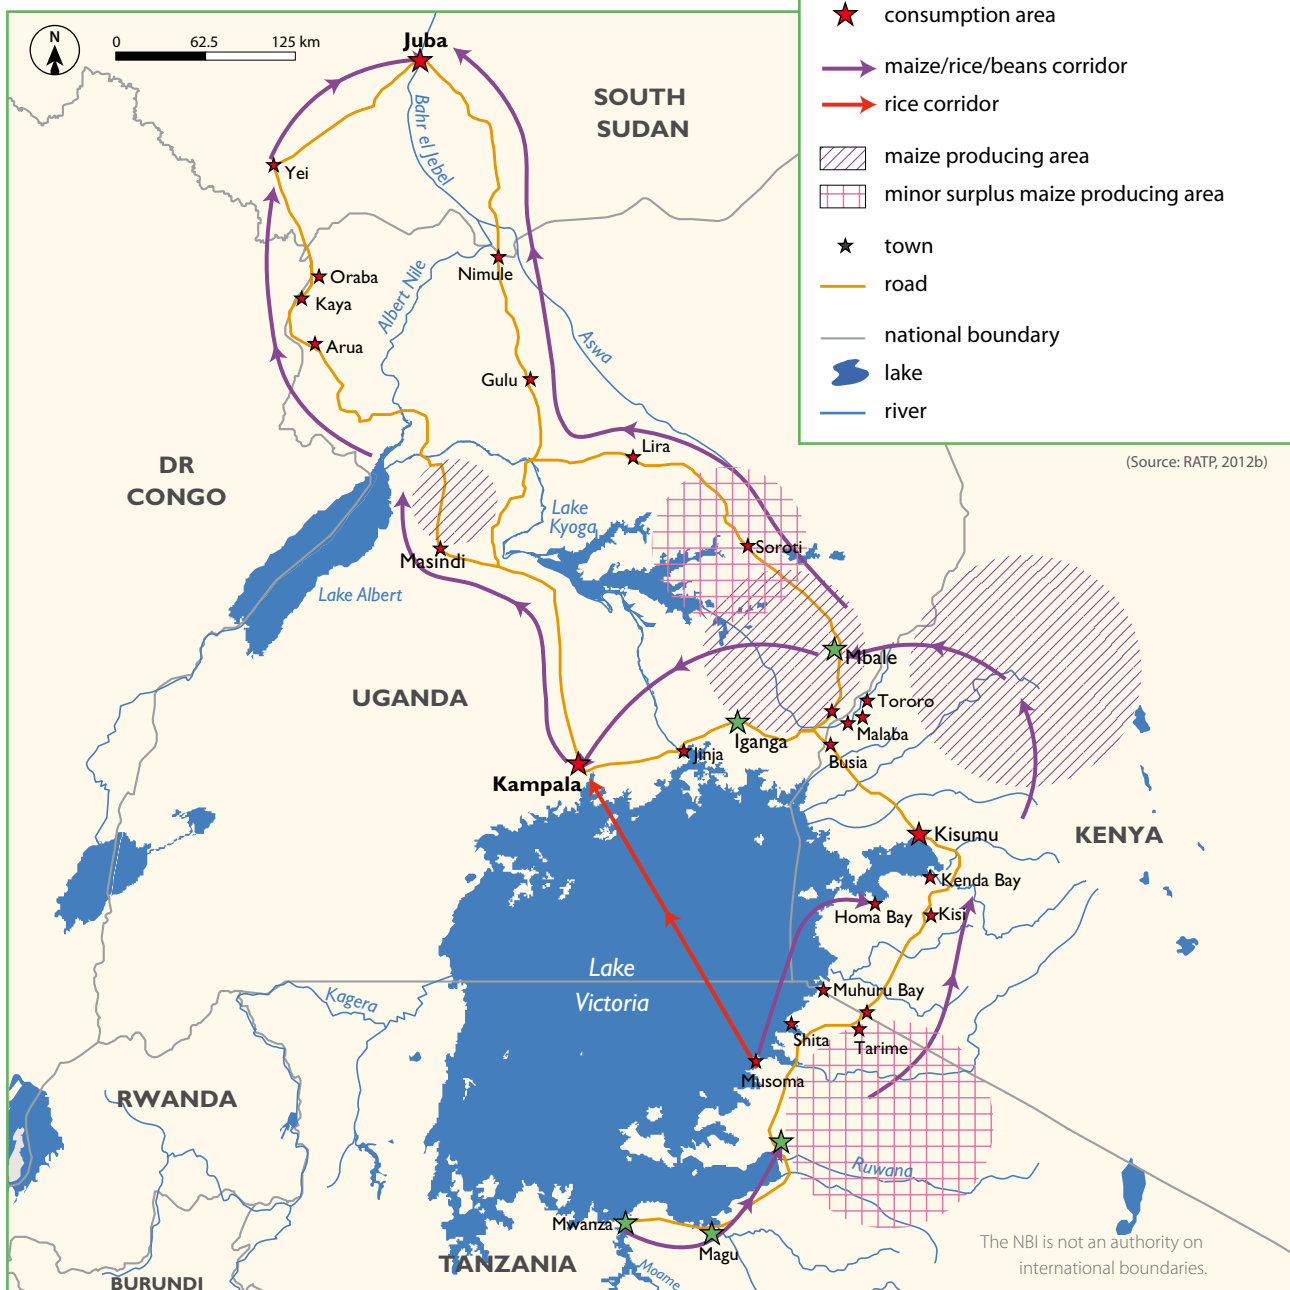 consumption area
maize/rice/beans corridor
rice corridor
maize producing area
minor surplus maize producing area
town
road
national boundary
lake
river
(Source: RATP, 2012b)
N
0 62.5 125 km
Juba
SOUTH
SUDAN
Bahr el Jebel
Yei
Nimule
Oraba
Kaya
Albert Nile
Arua
Aswa
Gulu
Lira
DR
CONGO
Lake
Kyoga
Soroti
Masindi
Lake Albert
Mbale
UGANDA
Tororo
Malaba
Iganga
Jinja
Busia
Kampala
KENYA
Kisumu
Kenda Bay
Homa Bay
Kisi
Lake
Victoria
Kagera
Muhuru Bay
Shita
Tarime
Musoma
RWANDA
Ruwana
Mwanza
Magu
TANZANIA
Moame
BURUNDI
The NBI is not an authority on
international boundaries.